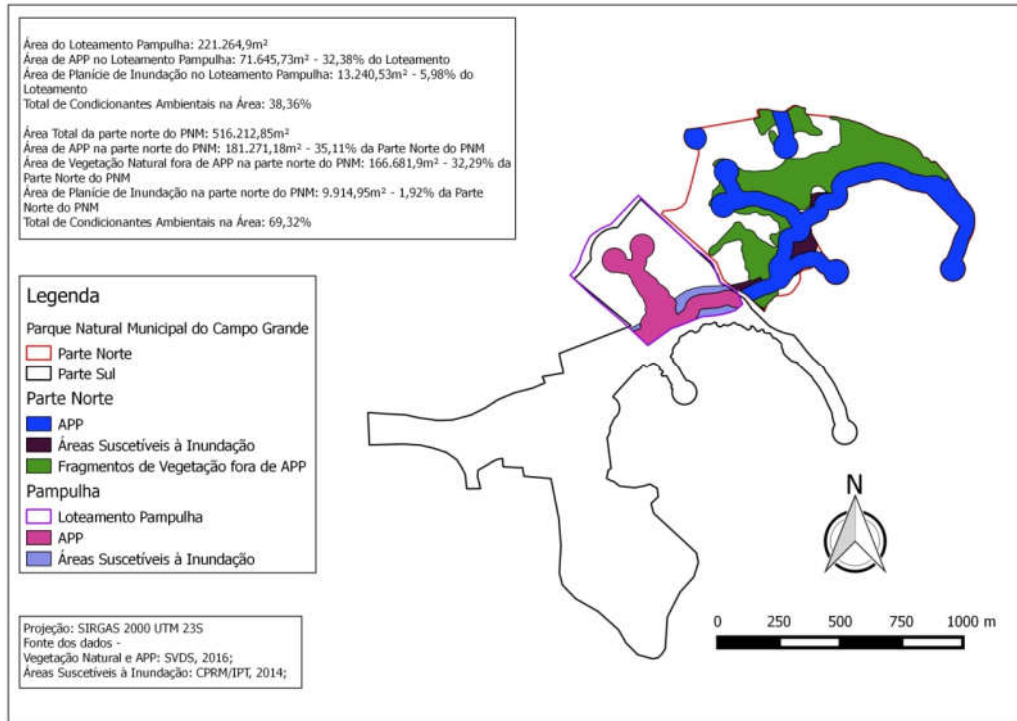 Área do Loteamento Pampulha: 221.264,9m²
Área de APP no Loteamento Pampulha: 71.645,73m² - 32,38% do Loteamento
Área de Planície de Inundação no Loteamento Pampulha: 13.240,53m² - 5,98% do
Loteamento
Total de Condicionantes Ambientais na Área: 38,36%
Área Total da parte norte do PNM: 516.212,85m²
Área de APP na parte norte do PNM: 181.271,18m² - 35,11% da Parte Norte do PNM
Área de Vegetação Natural fora de APP na parte norte do PNM: 166.681,9m² - 32,29% da
Parte Norte do PNM
Área de Planície de Inundação na parte norte do PNM: 9.914,95m² - 1,92% da Parte
Norte do PNM
Total de Condicionantes Ambientais na Área: 69,32%
Legenda
Parque Natural Municipal do Campo Grande
Parte Norte
Parte Sul
Parte Norte
APP
Áreas Suscetíveis à Inundação
Fragmentos de Vegetação fora de APP
Pampulha
Loteamento Pampulha
APP
Áreas Suscetíveis à Inundação
N
0 250 500 750 1000 m
Projeção: SIRGAS 2000 UTM 23S
Fonte dos dados -
Vegetação Natural e APP: SVDS, 2016;
Áreas Suscetíveis à Inundação: CPRM/IPT, 2014;